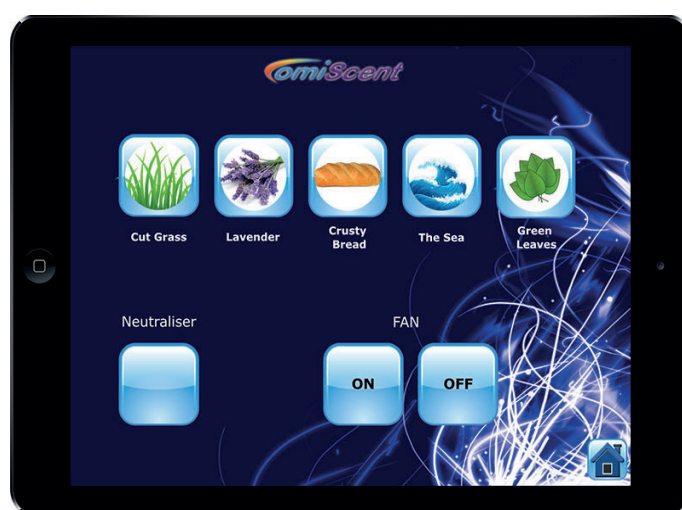 omiScent
Cut Grass
Lavender
Crusty
Bread
The Sea
Green
Leaves
Neutraliser
FAN
ON
OFF